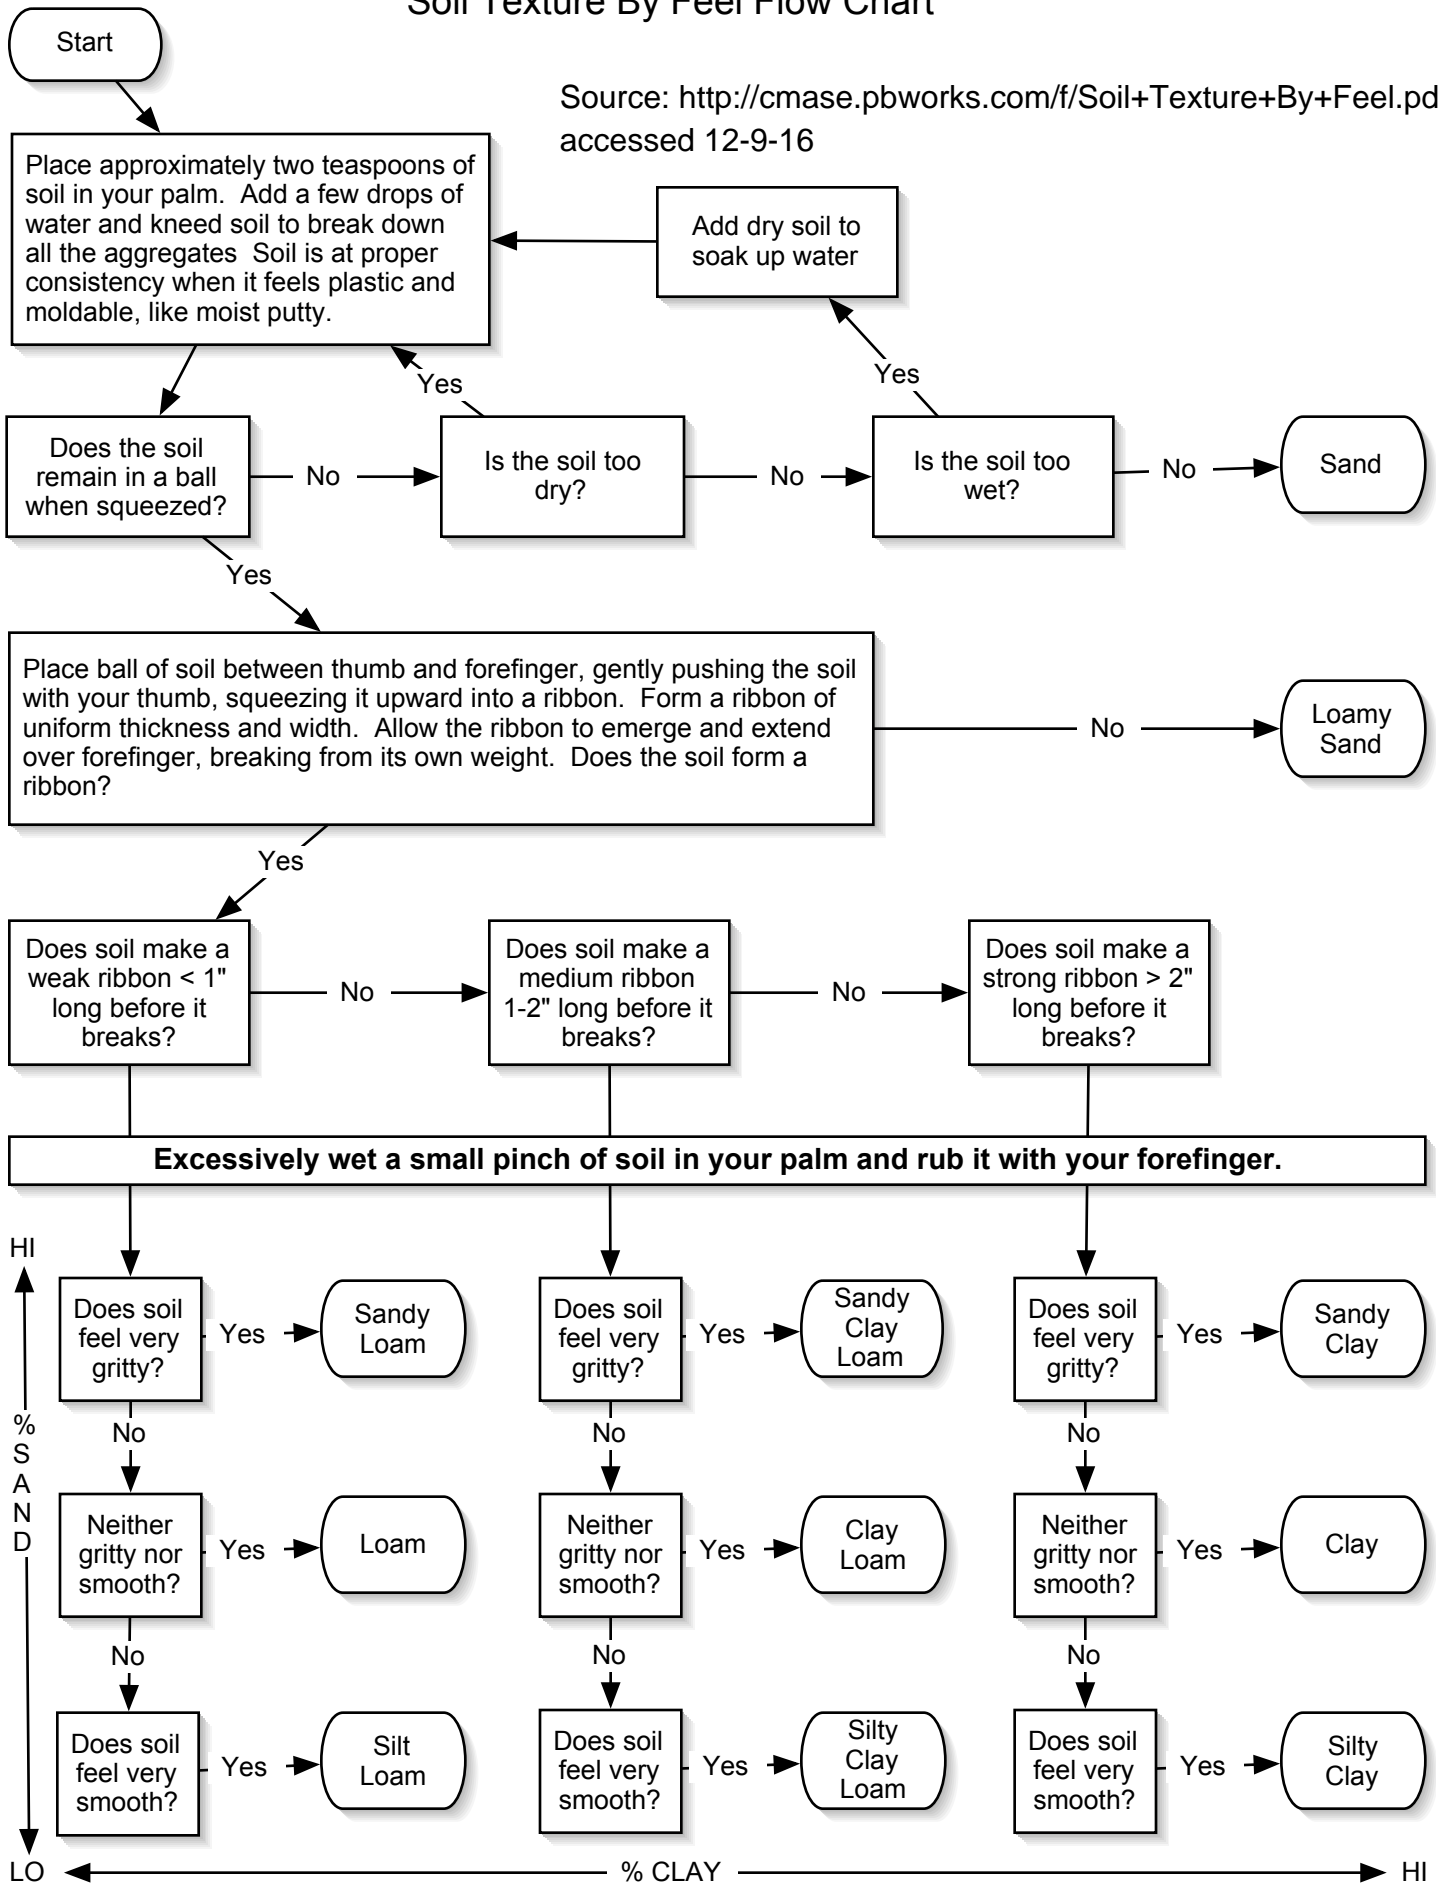 Soil Texture By Feel Flow Chart
Start
Source: http://cmase.pbworks.com/f/Soil+Texture+By+Feel.pd
accessed 12-9-16
Place approximately two teaspoons of
soil in your palm. Add a few drops of
water and kneed soil to break down
all the aggregates Soil is at proper
consistency when it feels plastic and
moldable, like moist putty.
Add dry soil to
soak up water
Yes
Yes
Does the soil
remain in a ball
when squeezed?
No
Is the soil too
dry?
No
Is the soil too
wet?
No
Sand
Yes
Place ball of soil between thumb and forefinger, gently pushing the soil
with your thumb, squeezing it upward into a ribbon. Form a ribbon of
uniform thickness and width. Allow the ribbon to emerge and extend
over forefinger, breaking from its own weight. Does the soil form a
ribbon?
No
Loamy
Sand
Yes
Does soil make a
weak ribbon < 1"
long before it
breaks?
No
Does soil make a
medium ribbon
1-2" long before it
breaks?
No
Does soil make a
strong ribbon > 2"
long before it
breaks?
Excessively wet a small pinch of soil in your palm and rub it with your forefinger.
HI
Does soil
feel very
gritty?
Yes
Sandy
Loam
Does soil
feel very
gritty?
Yes
Sandy
Clay
Loam
Does soil
feel very
gritty?
Yes
Sandy
Clay
%
S
A
N
D
No
No
No
Neither
gritty nor
smooth?
Yes
Loam
Neither
gritty nor
smooth?
Yes
Clay
Loam
Neither
gritty nor
smooth?
Yes
Clay
No
No
No
Does soil
feel very
smooth?
Yes
Silt
Loam
Does soil
feel very
smooth?
Yes
Silty
Clay
Loam
Does soil
feel very
smooth?
Yes
Silty
Clay
LO
% CLAY
HI